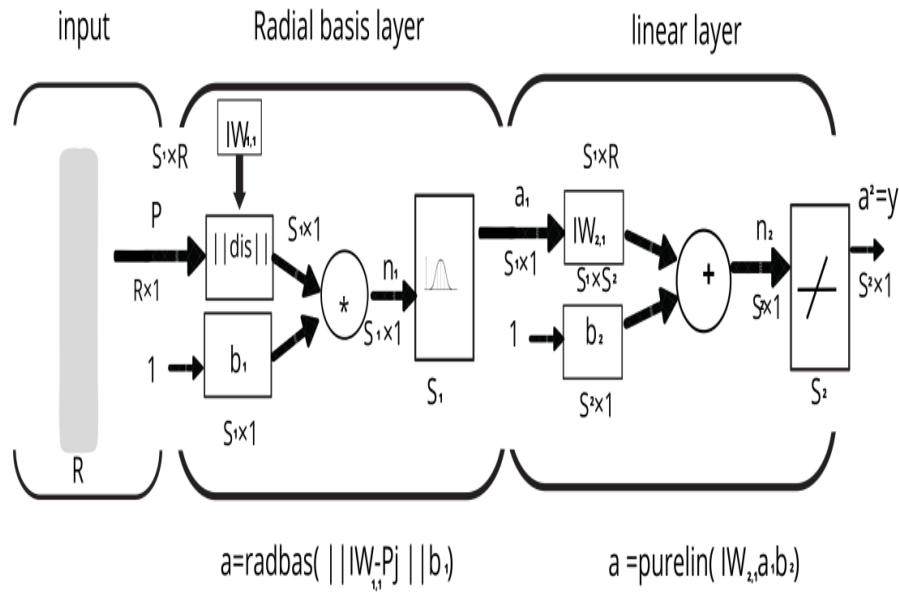 input
Radial basis layer
linear layer
IW₁,₁
S₁×R
S₁×R
P
||dis||
S₁×1
R×1
n₁
*
S₁×1
a₁
IW₂,₁
S₁×1
S₁×S₂
n₂
+
S²×1
a²=y
S²×1
1
b₁
S₁×1
1
b₂
S²×1
R
S₁
S₂
a=radbas( ||IW₁,₁-Pj ||b₁)
a =purelin( IW₂,₁a₁b₂)